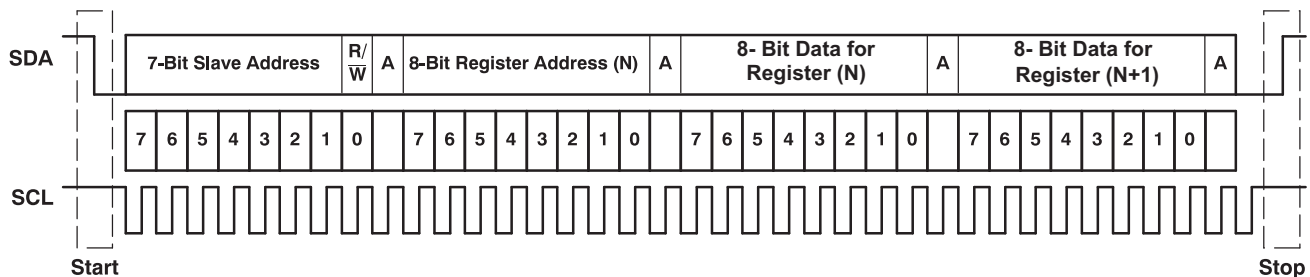 SDA
7-Bit Slave Address
R/
W
A
8-Bit Register Address (N)
A
8- Bit Data for
Register (N)
A
8- Bit Data for
Register (N+1)
A
7 6 5 4 3 2 1 0 7 6 5 4 3 2 1 0 7 6 5 4 3 2 1 0 7 6 5 4 3 2 1 0
SCL
Start Stop